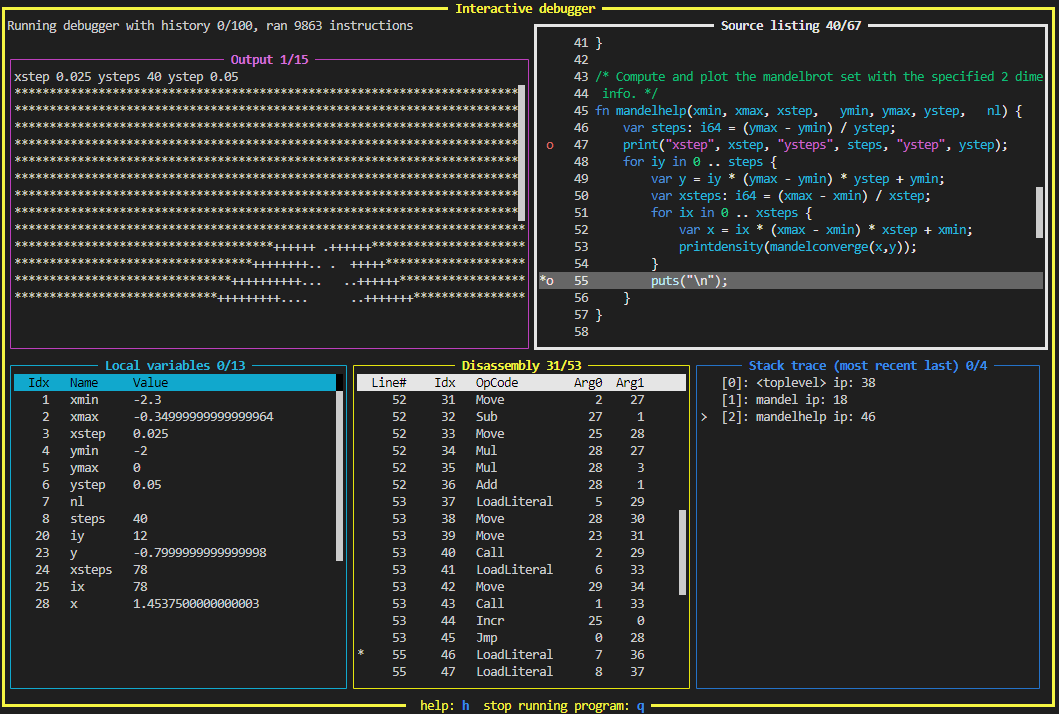 Interactive debugger
Running debugger with history 0/100, ran 9863 instructions
Output 1/15
xstep 0.025 ysteps 40 ystep 0.05
Source listing 40/67
41 }
42
43 /* Compute and plot the mandelbrot set with the specified 2 dime
44 info. */
45 fn mandelhelp(xmin, xmax, xstep,   ymin, ymax, ystep,   nl) {
46     var steps: i64 = (ymax - ymin) / ystep;
o 47     print("xstep", xstep, "ysteps", steps, "ystep", ystep);
48     for iy in 0 .. steps {
49         var y = iy * (ymax - ymin) * ystep + ymin;
50         var xsteps: i64 = (xmax - xmin) / xstep;
51         for ix in 0 .. xsteps {
52             var x = ix * (xmax - xmin) * xstep + xmin;
53             printdensity(mandelconverge(x,y));
54         }
*o 55         puts("\n");
56     }
57 }
58
Local variables 0/13
Idx Name Value
1 xmin -2.3
2 xmax -0.34999999999999964
3 xstep 0.025
4 ymin -2
5 ymax 0
6 ystep 0.05
7 nl
8 steps 40
20 iy 12
23 y -0.7999999999999998
24 xsteps 78
25 ix 78
28 x 1.4537500000000003
Disassembly 31/53
Line# Idx OpCode Arg0 Arg1
52 31 Move 2 27
52 32 Sub 27 1
52 33 Move 25 28
52 34 Mul 28 27
52 35 Mul 28 3
52 36 Add 28 1
53 37 LoadLiteral 5 29
53 38 Move 28 30
53 39 Move 23 31
53 40 Call 2 29
53 41 LoadLiteral 6 33
53 42 Move 29 34
53 43 Call 1 33
53 44 Incr 25 0
53 45 Jmp 0 28
* 55 46 LoadLiteral 7 36
55 47 LoadLiteral 8 37
Stack trace (most recent last) 0/4
[0]: <toplevel> ip: 38
[1]: mandel ip: 18
> [2]: mandelhelp ip: 46
help: h  stop running program: q